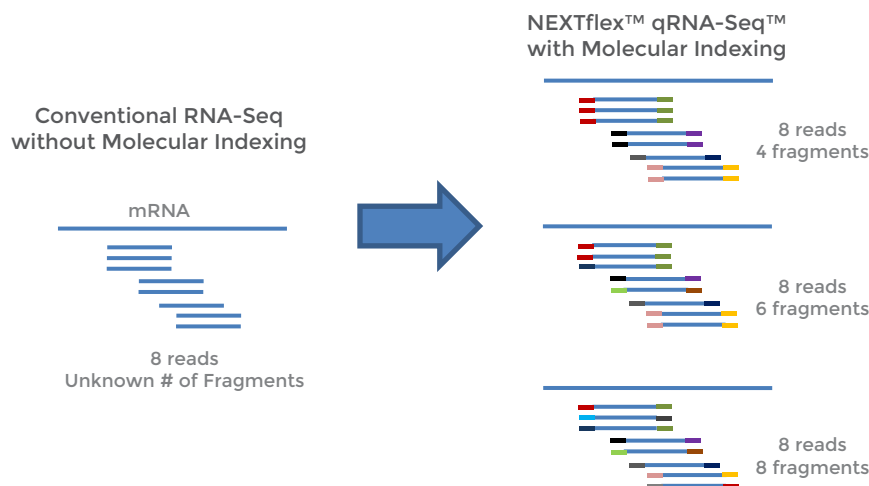 NEXTflex™ qRNA-Seq™
with Molecular Indexing
Conventional RNA-Seq
without Molecular Indexing
8 reads
4 fragments
mRNA
8 reads
6 fragments
8 reads
Unknown # of Fragments
8 reads
8 fragments